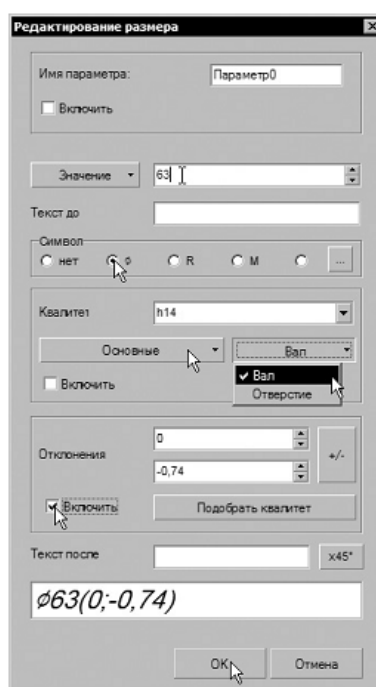 Редактирование размера
Имя параметра: Параметр0
Включить
Значение 63
Текст до
Символ
нет ø R M ...
Квалитет h14
Основные Вал
Включить
Вал
Отверстие
Отклонения
0
-0,74
+/-
Включить Подобрать квалитет
Текст после x45°
ø63(0;-0,74)
OK Отмена